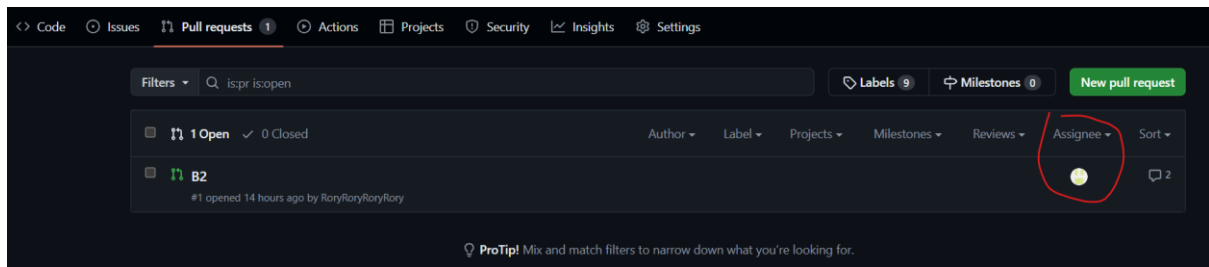 <> Code Issues Pull requests 1 Actions Projects Security Insights Settings
Filters is:pr is:open Labels 9 Milestones 0 New pull request
1 Open 0 Closed Author Label Projects Milestones Reviews Assignee Sort
B2 2
#1 opened 14 hours ago by RoryRoryRoryRory
ProTip! Mix and match filters to narrow down what you're looking for.